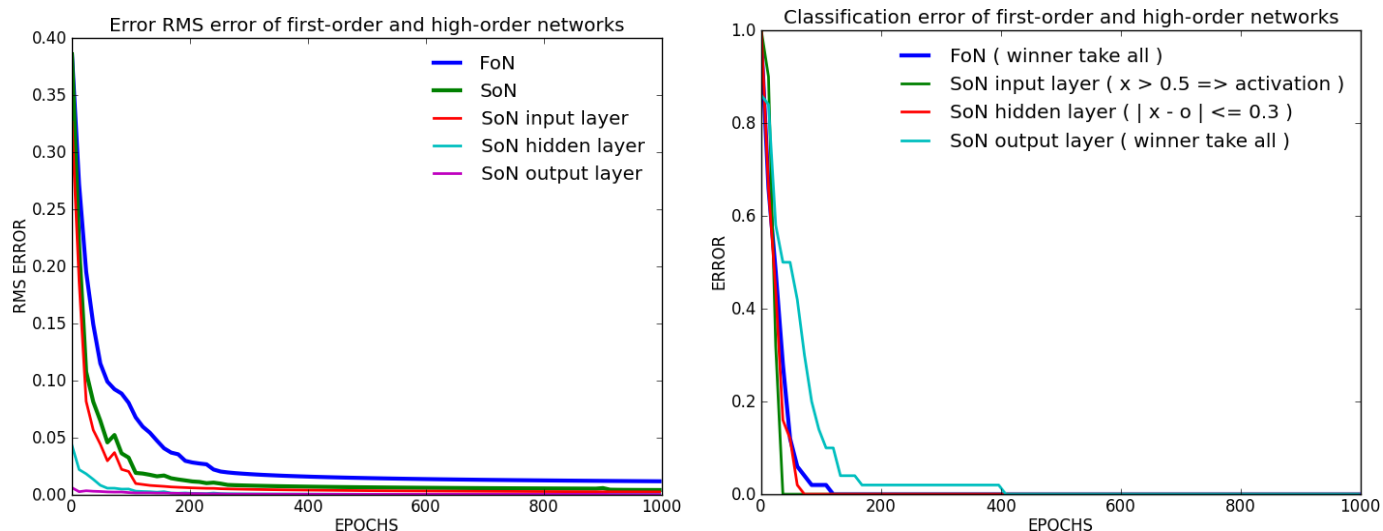 Error RMS error of first-order and high-order networks
0.40
0.35
0.30
0.25
0.20
0.15
0.10
0.05
0.00
RMS ERROR
FoN
SoN
SoN input layer
SoN hidden layer
SoN output layer
0 200 400 600 800 1000
EPOCHS
Classification error of first-order and high-order networks
1.0
0.8
0.6
0.4
0.2
0.0
ERROR
FoN ( winner take all )
SoN input layer ( x > 0.5 => activation )
SoN hidden layer ( | x - o | <= 0.3 )
SoN output layer ( winner take all )
0 200 400 600 800 1000
EPOCHS